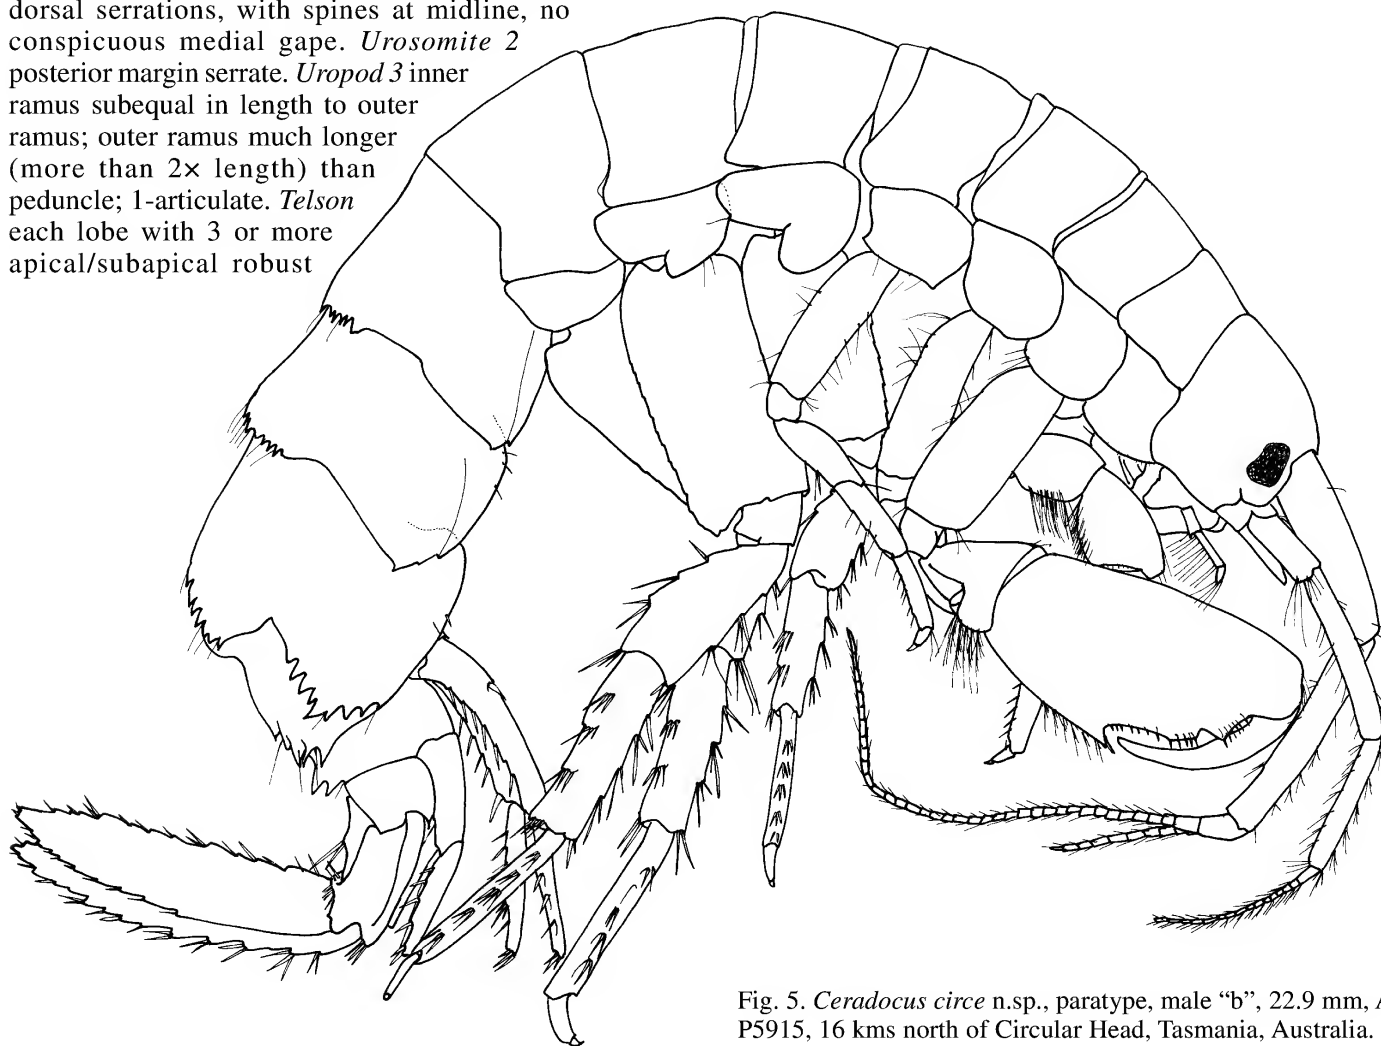 dorsal serrations, with spines at midline, no
conspicuous medial gape. Urosomite 2
posterior margin serrate. Uropod 3 inner
ramus subequal in length to outer
ramus; outer ramus much longer
(more than 2× length) than
peduncle; 1-articulate. Telson
each lobe with 3 or more
apical/subapical robust
Fig. 5. Ceradocus circe n.sp., paratype, male “b”, 22.9 mm,
P5915, 16 kms north of Circular Head, Tasmania, Australia.